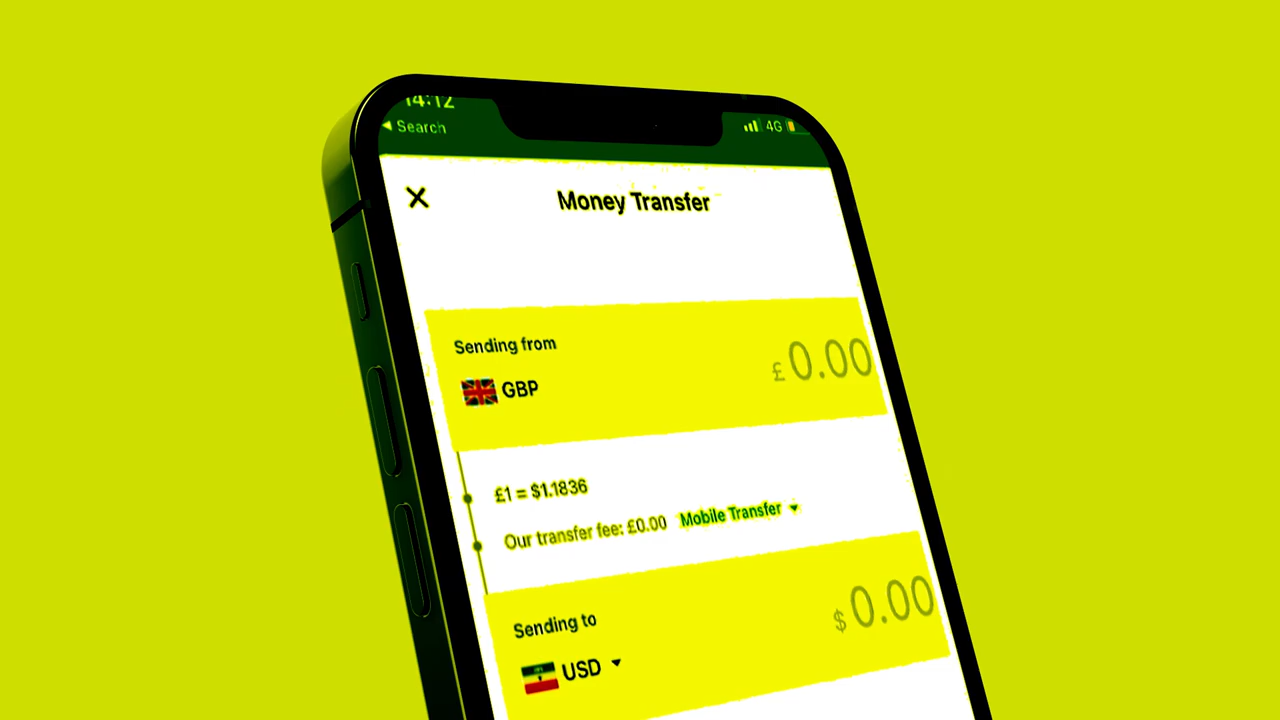 14:12
◀ Search
4G
Money Transfer
Sending from
£0.00
GBP
£1 = $1.1836
Our transfer fee: £0.00 Mobile Transfer
Sending to
$0.00
USD